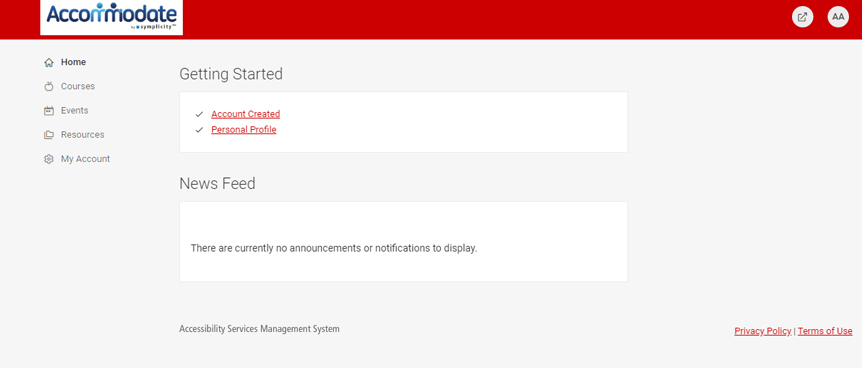 Accommodate
by symplicity™
AA
Home
Courses
Events
Resources
My Account
Getting Started
Account Created
Personal Profile
News Feed
There are currently no announcements or notifications to display.
Accessibility Services Management System
Privacy Policy | Terms of Use